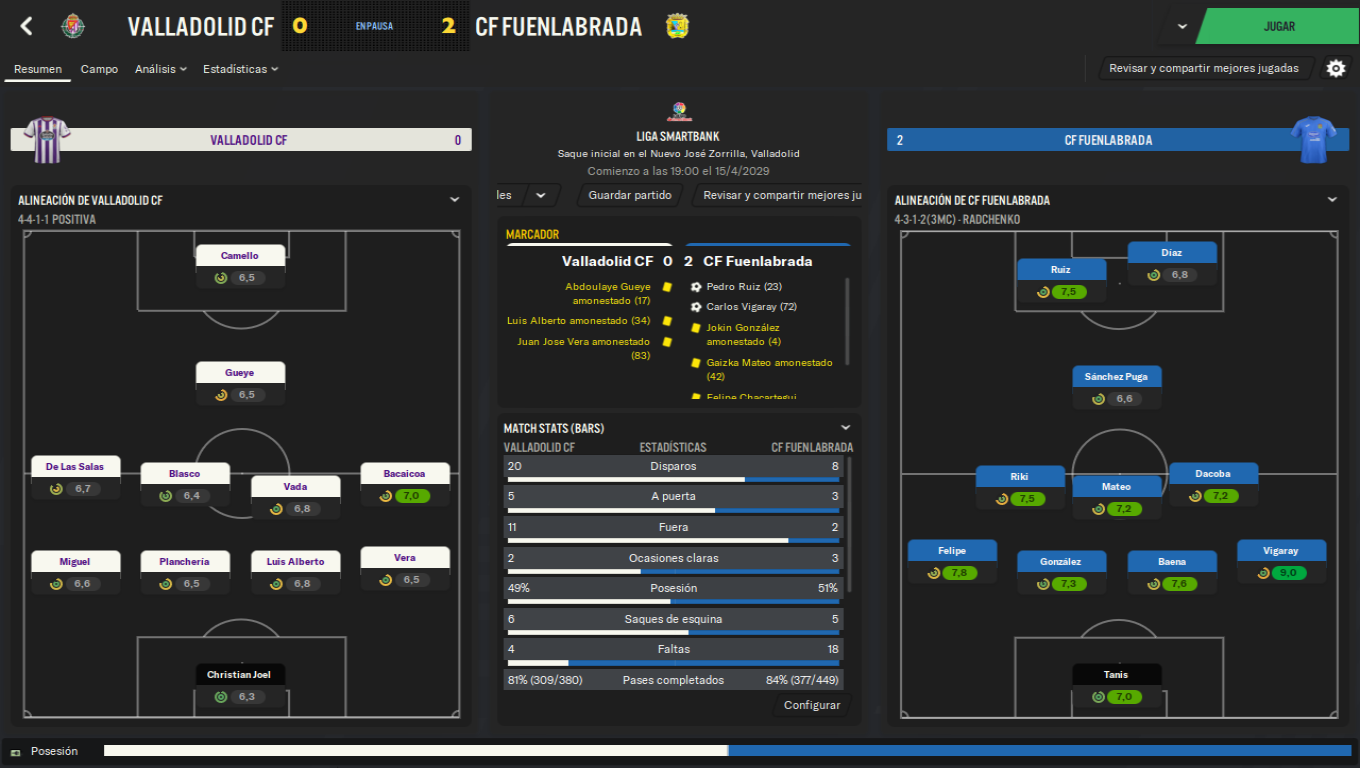 VALLADOLID CF
0
EN PAUSA
2
CF FUENLABRADA
JUGAR
Resumen
Campo
Análisis
Estadísticas
Revisar y compartir mejores jugadas
VALLADOLID CF
0
ALINEACIÓN DE VALLADOLID CF
4-4-1-1 POSITIVA
Camello
6,5
Gueye
6,5
De Las Salas
6,7
Blasco
6,4
Vada
6,8
Bacaicoa
7,0
Miguel
6,6
Planchería
6,5
Luis Alberto
6,8
Vera
6,5
Christian Joel
6,3
LIGA SMARTBANK
Saque inicial en el Nuevo José Zorrilla, Valladolid
Comienzo a las 19:00 el 15/4/2029
les
Guardar partido
Revisar y compartir mejores ju
MARCADOR
Valladolid CF 0 2 CF Fuenlabrada
Abdoulaye Gueye
amonestado (17)
Luis Alberto amonestado (34)
Juan Jose Vera amonestado
(83)
Pedro Ruiz (23)
Carlos Vigaray (72)
Jokin González
amonestado (4)
Gaizka Mateo amonestado
(42)
Felipe Chacartegui
MATCH STATS (BARS)
VALLADOLID CF ESTADÍSTICAS CF FUENLABRADA
20 Disparos 8
5 A puerta 3
11 Fuera 2
2 Ocasiones claras 3
49% Posesión 51%
6 Saques de esquina 5
4 Faltas 18
81% (309/380) Pases completados 84% (377/449)
Configurar
2
CF FUENLABRADA
ALINEACIÓN DE CF FUENLABRADA
4-3-1-2(3MC) - RADCHENKO
Díaz
6,8
Ruiz
7,5
Sánchez Puga
6,6
Riki
7,5
Mateo
7,2
Dacoba
7,2
Felipe
7,8
González
7,3
Baena
7,6
Vigaray
9,0
Tanis
7,0
Posesión